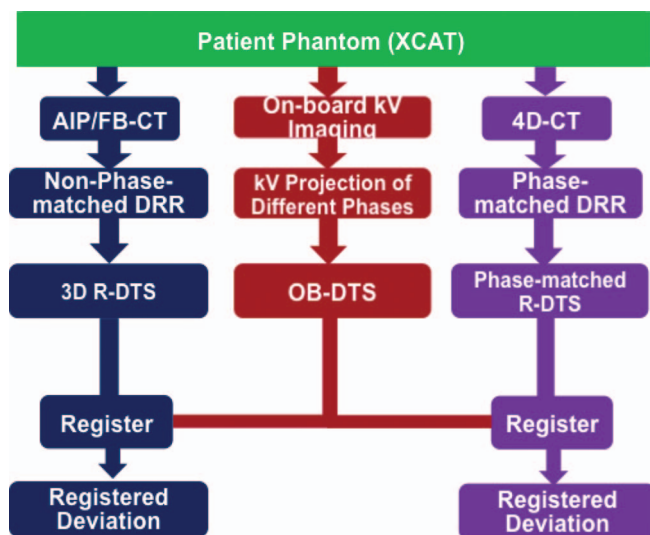 Patient Phantom (XCAT)
AIP/FB-CT
On-board kV
Imaging
4D-CT
Non-Phase-
matched DRR
kV Projection of
Different Phases
Phase-
matched DRR
3D R-DTS
OB-DTS
Phase-matched
R-DTS
Register
Register
Registered
Deviation
Registered
Deviation